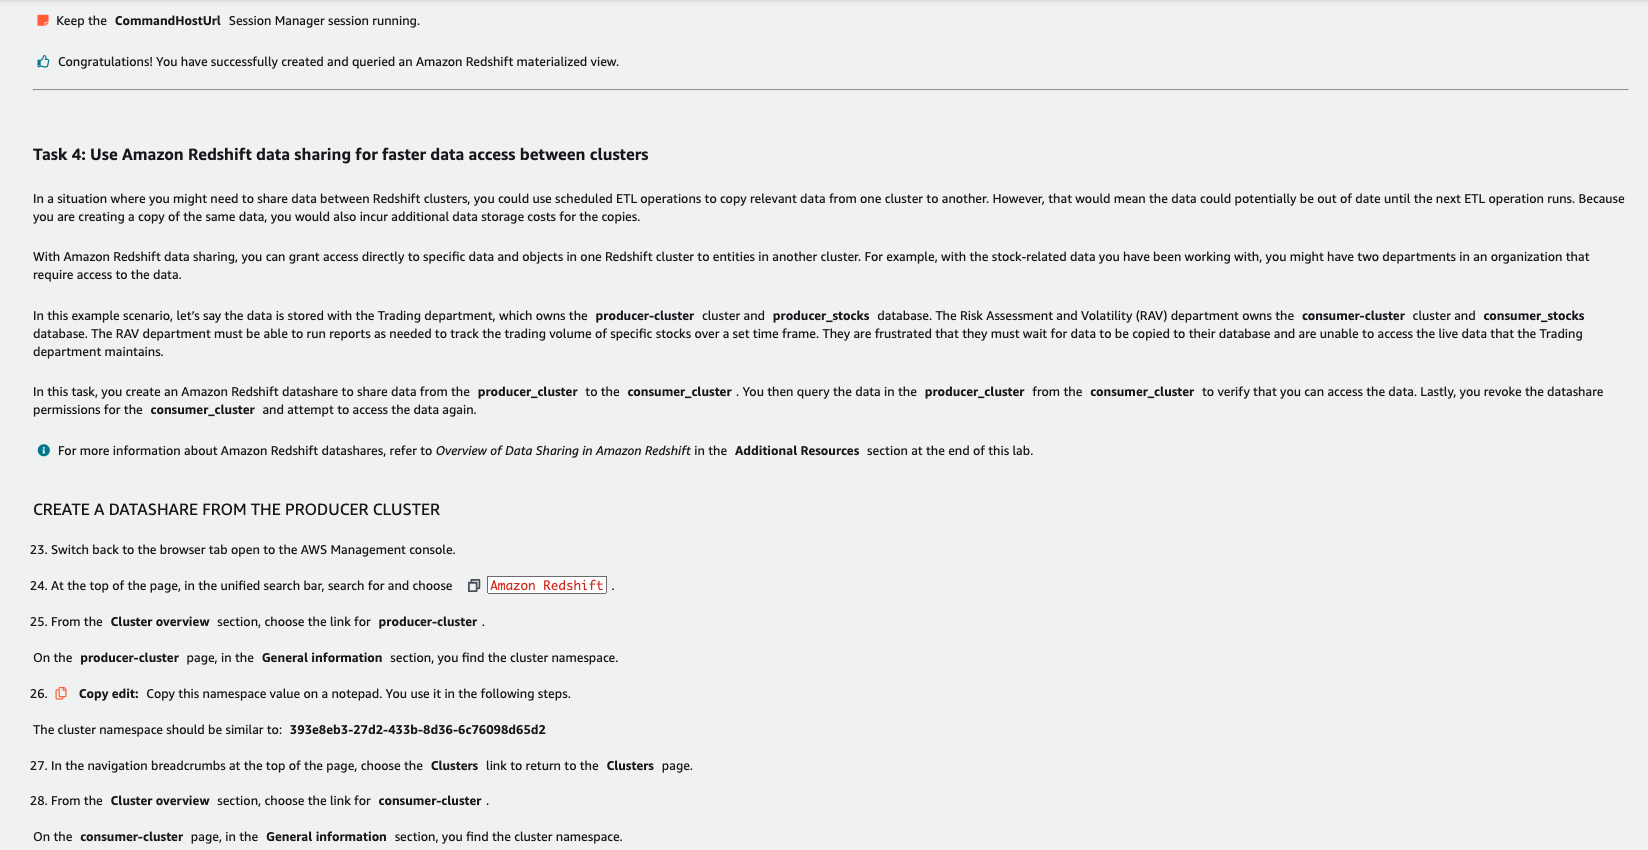 Keep the CommandHostUrl Session Manager session running.
Congratulations! You have successfully created and queried an Amazon Redshift materialized view.
Task 4: Use Amazon Redshift data sharing for faster data access between clusters
In a situation where you might need to share data between Redshift clusters, you could use scheduled ETL operations to copy relevant data from one cluster to another. However, that would mean the data could potentially be out of date until the next ETL operation runs. Because
you are creating a copy of the same data, you would also incur additional data storage costs for the copies.
With Amazon Redshift data sharing, you can grant access directly to specific data and objects in one Redshift cluster to entities in another cluster. For example, with the stock-related data you have been working with, you might have two departments in an organization that
require access to the data.
In this example scenario, let's say the data is stored with the Trading department, which owns the producer-cluster cluster and producer_stocks database. The Risk Assessment and Volatility (RAV) department owns the consumer-cluster cluster and consumer_stocks
database. The RAV department must be able to run reports as needed to track the trading volume of specific stocks over a set time frame. They are frustrated that they must wait for data to be copied to their database and are unable to access the live data that the Trading
department maintains.
In this task, you create an Amazon Redshift datashare to share data from the producer_cluster to the consumer_cluster . You then query the data in the producer_cluster from the consumer_cluster to verify that you can access the data. Lastly, you revoke the datashare
permissions for the consumer_cluster and attempt to access the data again.
For more information about Amazon Redshift datashares, refer to Overview of Data Sharing in Amazon Redshift in the Additional Resources section at the end of this lab.
CREATE A DATASHARE FROM THE PRODUCER CLUSTER
23. Switch back to the browser tab open to the AWS Management console.
24. At the top of the page, in the unified search bar, search for and choose Amazon Redshift .
25. From the Cluster overview section, choose the link for producer-cluster .
On the producer-cluster page, in the General information section, you find the cluster namespace.
26. Copy edit: Copy this namespace value on a notepad. You use it in the following steps.
The cluster namespace should be similar to: 393e8eb3-27d2-433b-8d36-6c76098d65d2
27. In the navigation breadcrumbs at the top of the page, choose the Clusters link to return to the Clusters page.
28. From the Cluster overview section, choose the link for consumer-cluster .
On the consumer-cluster page, in the General information section, you find the cluster namespace.